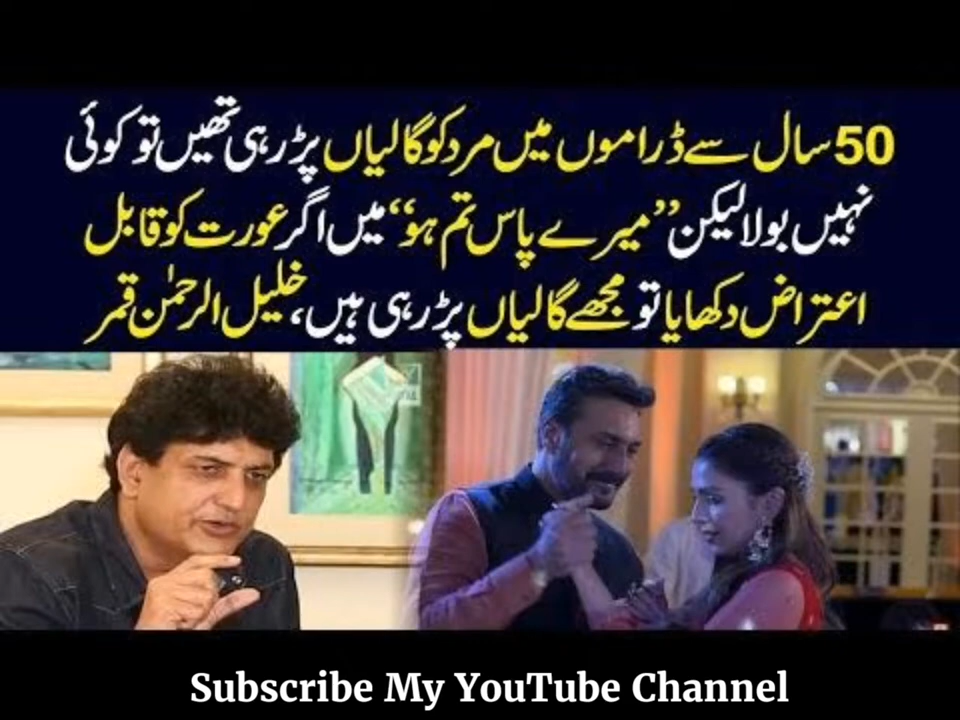 50 سال سے ڈراموں میں مرد کو گالیاں پڑ رہی تھیں تو کوئی
نہیں بولا لیکن ”میرے پاس تم ہو“ میں اگر عورت کو قابل
اعتراض دکھایا تو مجھے گالیاں پڑ رہی ہیں، خلیل الرحمٰن قمر
Subscribe My YouTube Channel